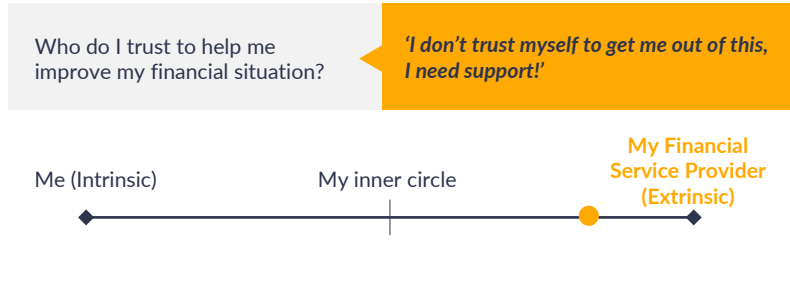 Who do I trust to help me
improve my financial situation?
‘I don’t trust myself to get me out of this,
I need support!’
Me (Intrinsic)
My inner circle
My Financial
Service Provider
(Extrinsic)